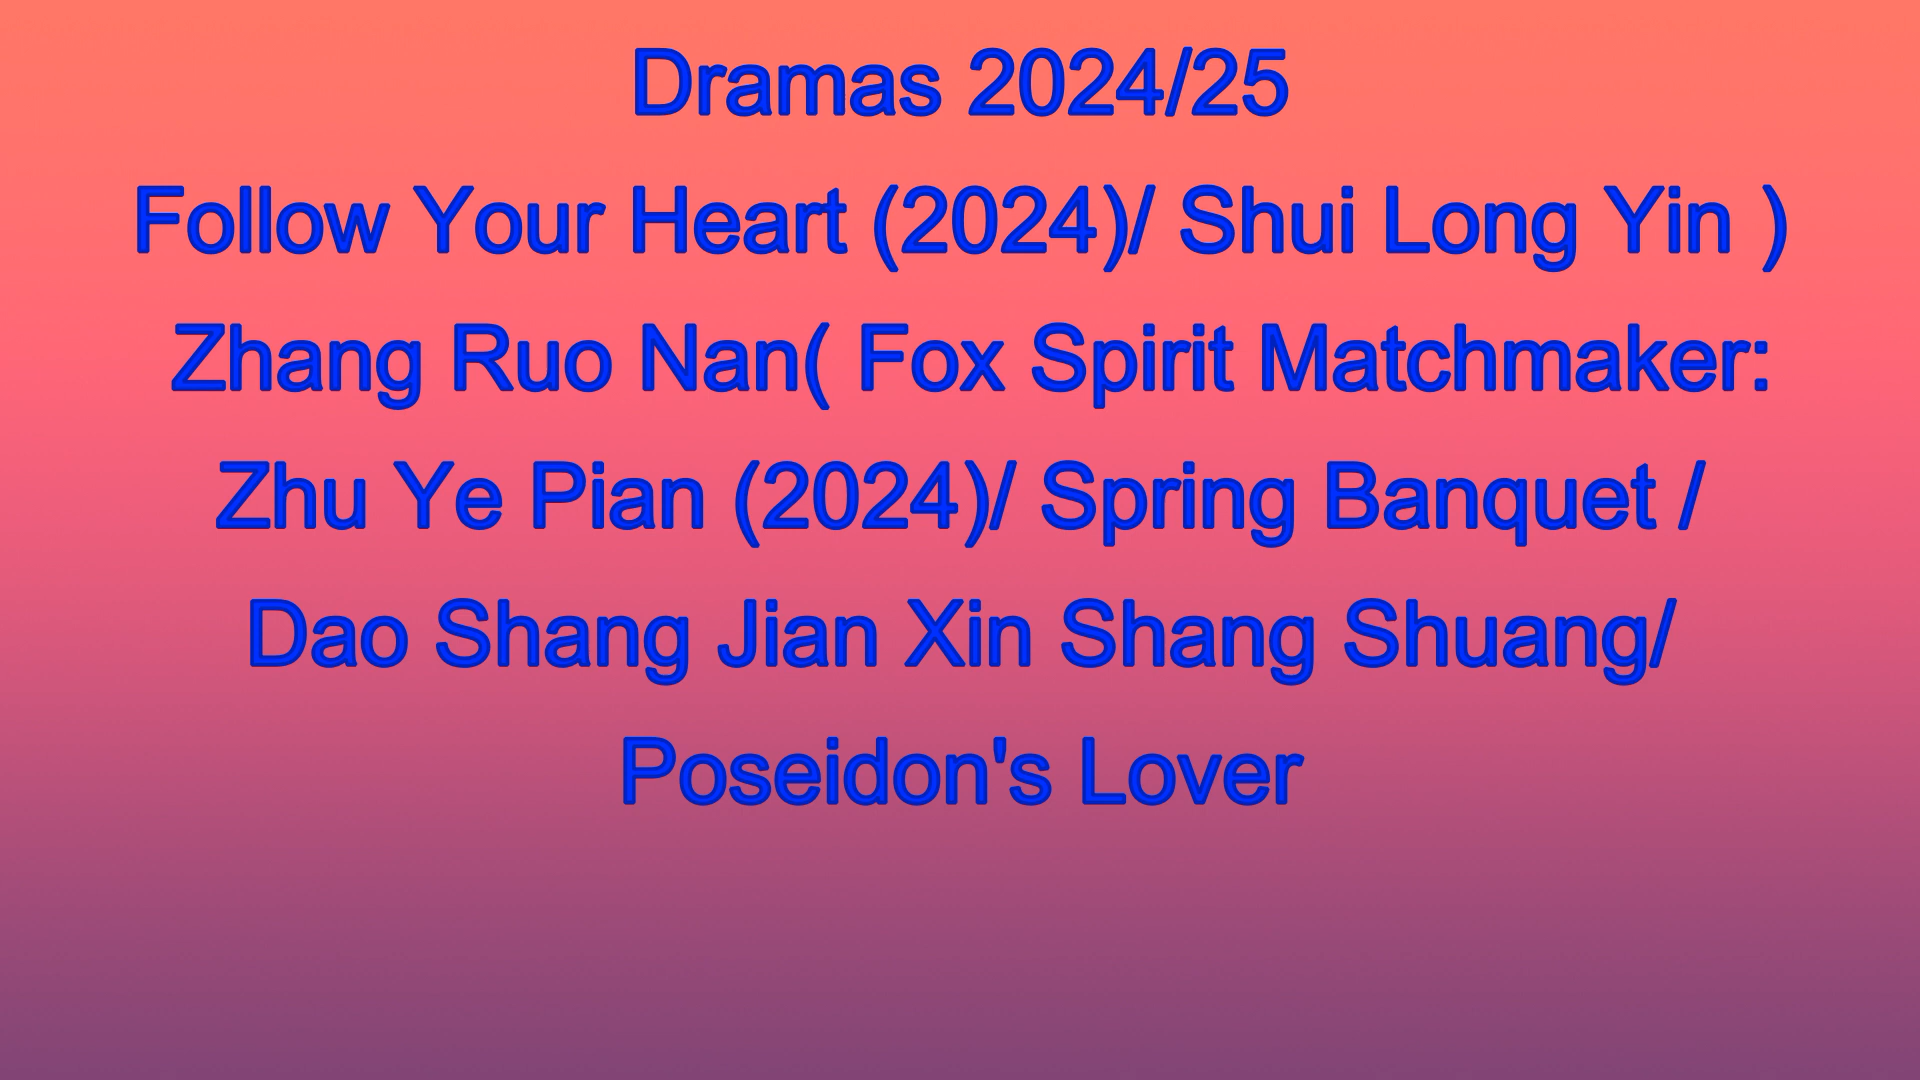 Dramas 2024/25
Follow Your Heart (2024)/ Shui Long Yin )
Zhang Ruo Nan( Fox Spirit Matchmaker:
Zhu Ye Pian (2024)/ Spring Banquet /
Dao Shang Jian Xin Shang Shuang/
Poseidon's Lover